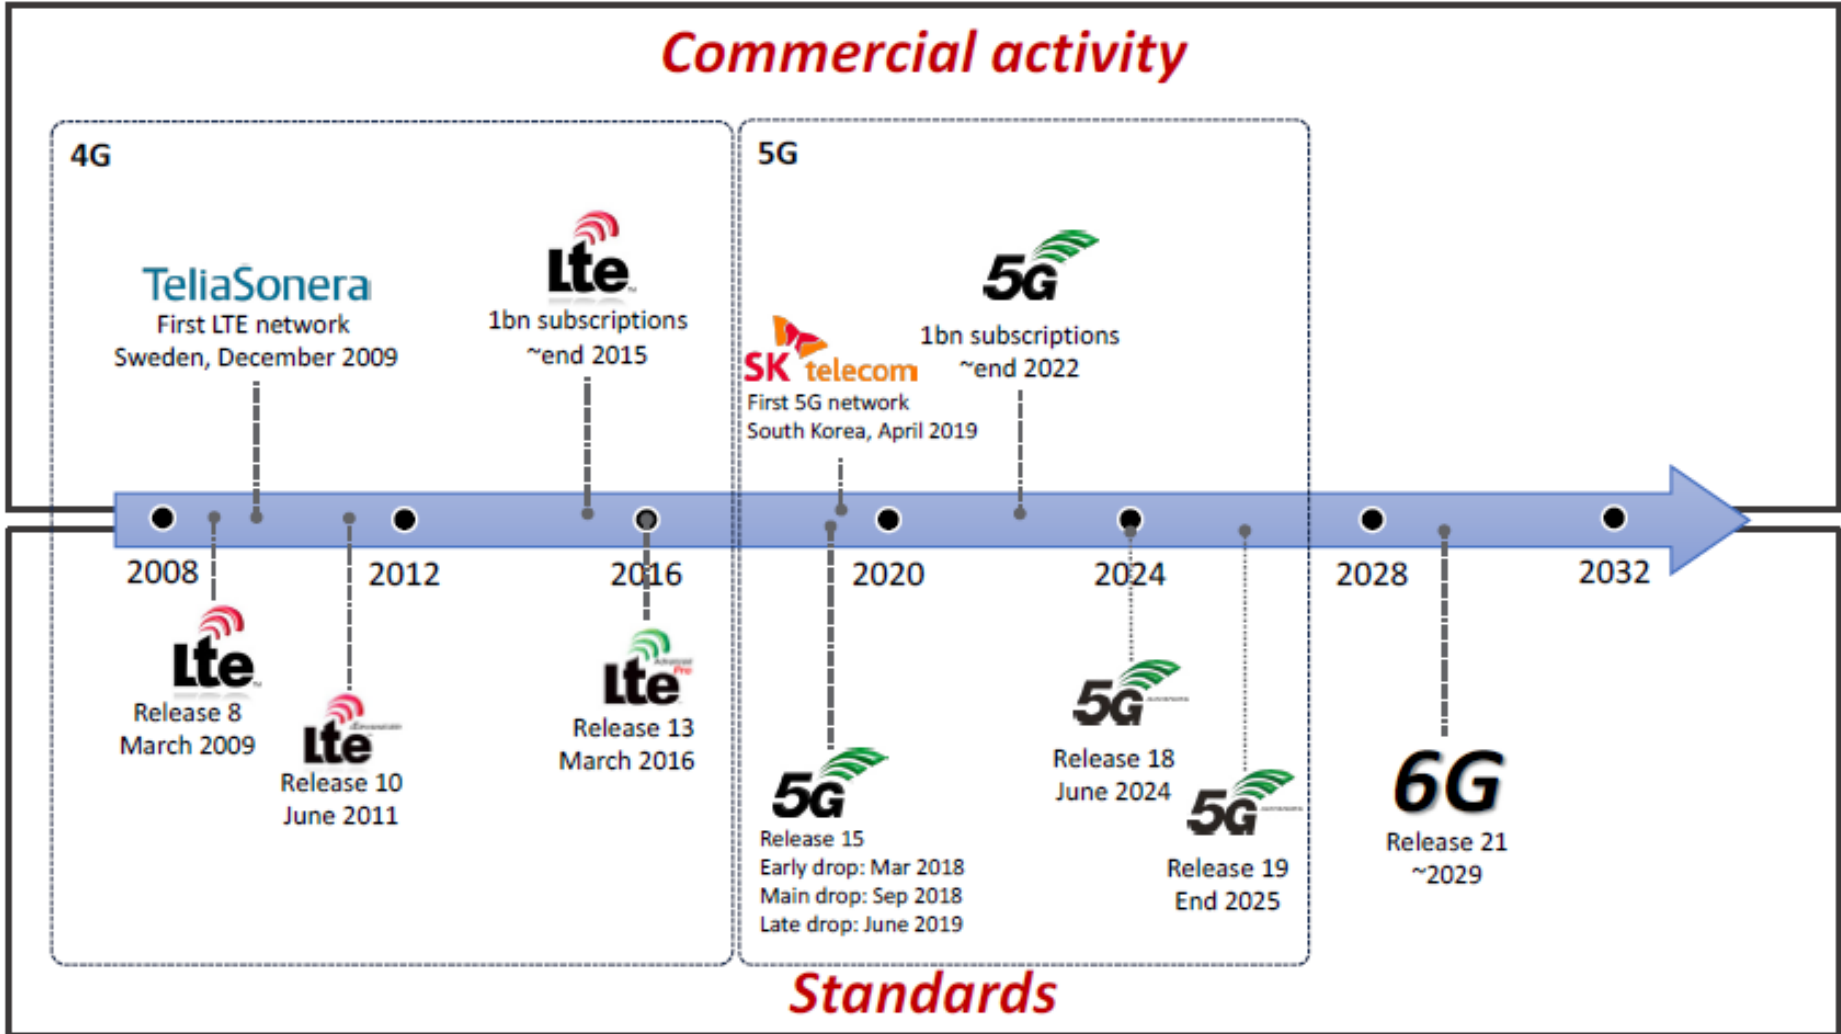 Commercial activity
4G
5G
TeliaSonera
First LTE network
Sweden, December 2009
Lte
1bn subscriptions
~end 2015
SK telecom
First 5G network
South Korea, April 2019
5G
1bn subscriptions
~end 2022
2008
2012
2016
2020
2024
2028
2032
Lte
Release 8
March 2009
Lte
Release 10
June 2011
Advanced
Pro
Lte
Release 13
March 2016
5G
Release 15
Early drop: Mar 2018
Main drop: Sep 2018
Late drop: June 2019
5G
Release 18
June 2024
5G
Release 19
End 2025
6G
Release 21
~2029
Standards